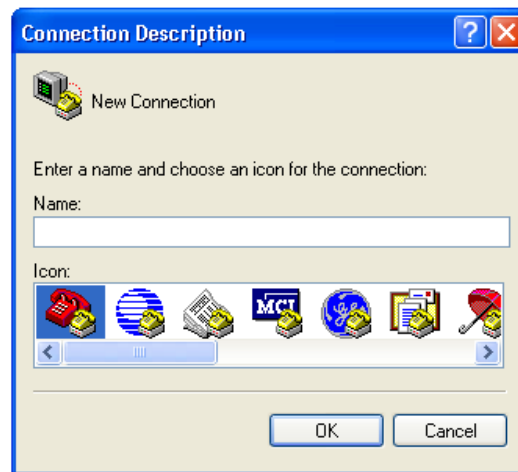 Connection Description
New Connection
Enter a name and choose an icon for the connection:
Name:
Icon:
MCI
OK
Cancel